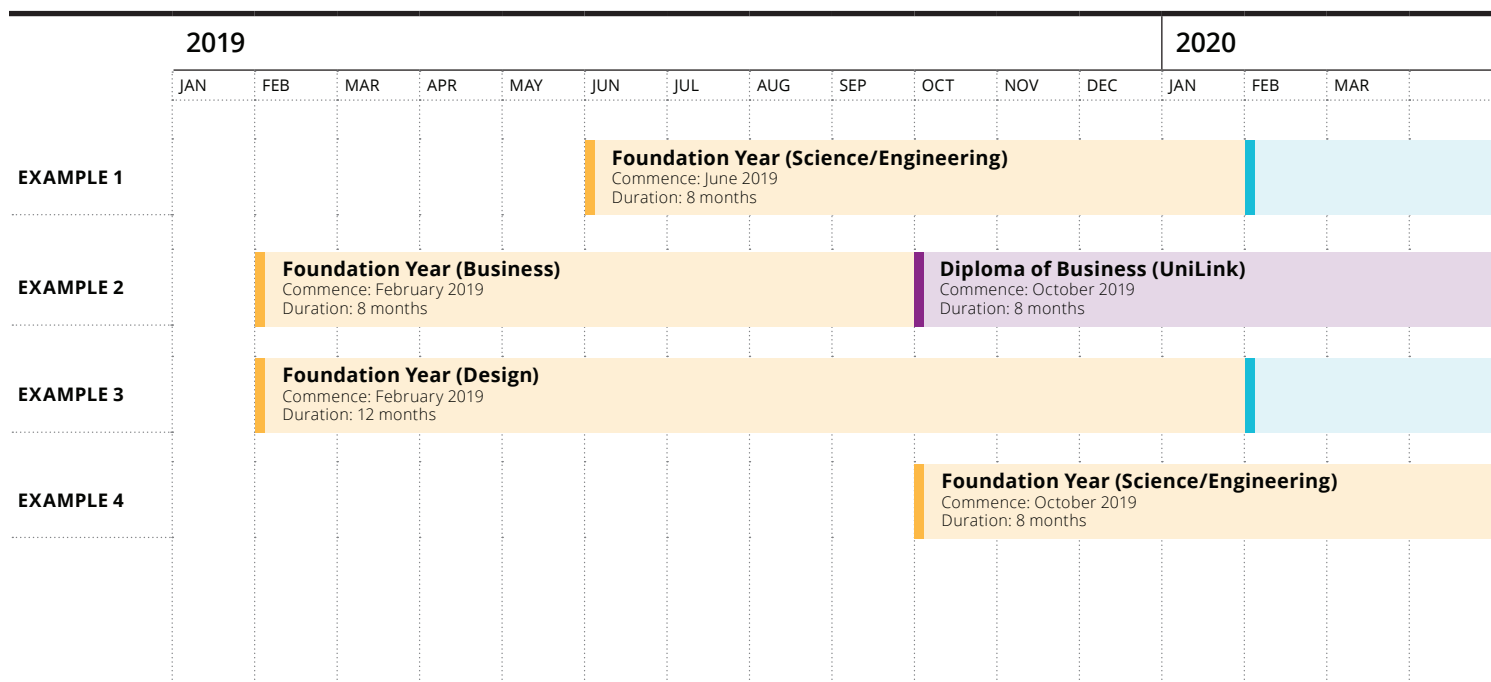 2019 2020
JAN FEB MAR APR MAY JUN JUL AUG SEP OCT NOV DEC JAN FEB MAR
EXAMPLE 1
Foundation Year (Science/Engineering)
Commence: June 2019
Duration: 8 months
EXAMPLE 2
Foundation Year (Business)
Commence: February 2019
Duration: 8 months
Diploma of Business (UniLink)
Commence: October 2019
Duration: 8 months
EXAMPLE 3
Foundation Year (Design)
Commence: February 2019
Duration: 12 months
EXAMPLE 4
Foundation Year (Science/Engineering)
Commence: October 2019
Duration: 8 months